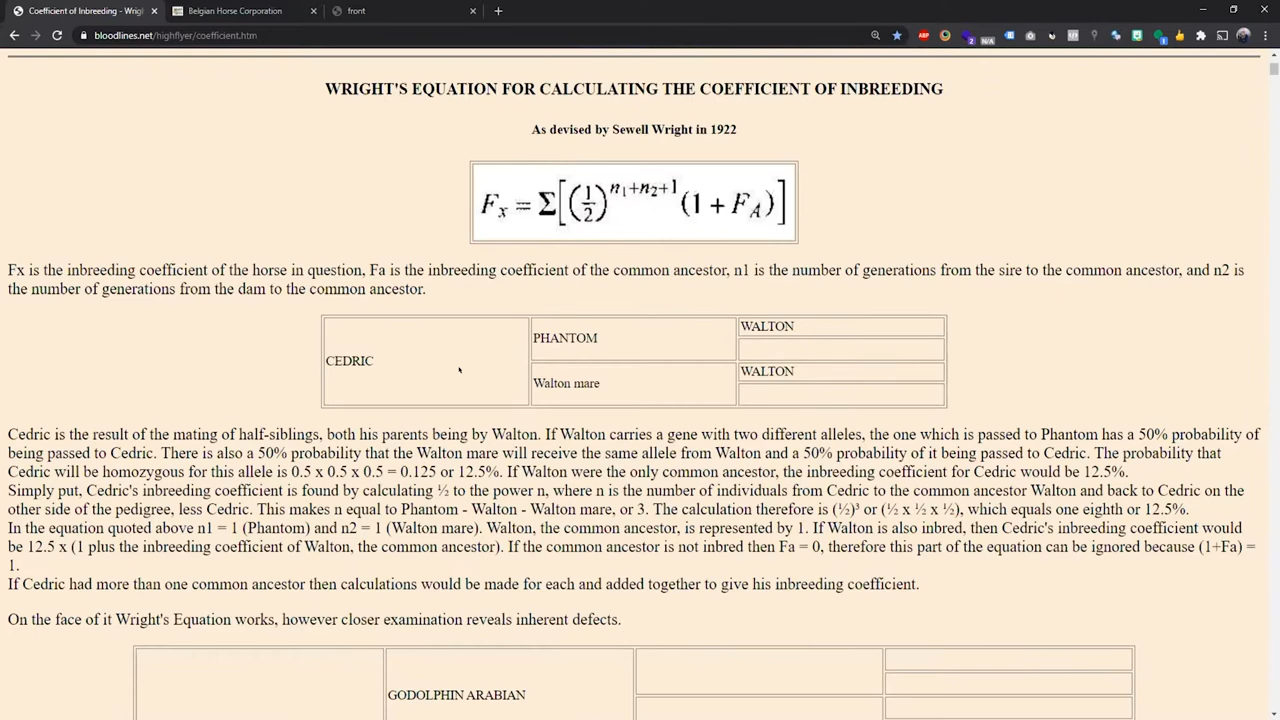 Coefficient of Inbreeding - Wrigh
Belgian Horse Corporation
front
bloodlines.net/highflyer/coefficient.htm
WRIGHT'S EQUATION FOR CALCULATING THE COEFFICIENT OF INBREEDING
As devised by Sewell Wright in 1922
Fx = Σ[(1/2)^n1+n2+1 (1 + FA)]
Fx is the inbreeding coefficient of the horse in question, Fa is the inbreeding coefficient of the common ancestor, n1 is the number of generations from the sire to the common ancestor, and n2 is
the number of generations from the dam to the common ancestor.
WALTON
PHANTOM
CEDRIC
WALTON
Walton mare
Cedric is the result of the mating of half-siblings, both his parents being by Walton. If Walton carries a gene with two different alleles, the one which is passed to Phantom has a 50% probability of
being passed to Cedric. There is also a 50% probability that the Walton mare will receive the same allele from Walton and a 50% probability of it being passed to Cedric. The probability that
Cedric will be homozygous for this allele is 0.5 x 0.5 x 0.5 = 0.125 or 12.5%. If Walton were the only common ancestor, the inbreeding coefficient for Cedric would be 12.5%.
Simply put, Cedric's inbreeding coefficient is found by calculating ½ to the power n, where n is the number of individuals from Cedric to the common ancestor Walton and back to Cedric on the
other side of the pedigree, less Cedric. This makes n equal to Phantom - Walton - Walton mare, or 3. The calculation therefore is (½)³ or (½ x ½ x ½), which equals one eighth or 12.5%.
In the equation quoted above n1 = 1 (Phantom) and n2 = 1 (Walton mare). Walton, the common ancestor, is represented by 1. If Walton is also inbred, then Cedric's inbreeding coefficient would
be 12.5 x (1 plus the inbreeding coefficient of Walton, the common ancestor). If the common ancestor is not inbred then Fa = 0, therefore this part of the equation can be ignored because (1+Fa) =
1.
If Cedric had more than one common ancestor then calculations would be made for each and added together to give his inbreeding coefficient.
On the face of it Wright's Equation works, however closer examination reveals inherent defects.
GODOLPHIN ARABIAN